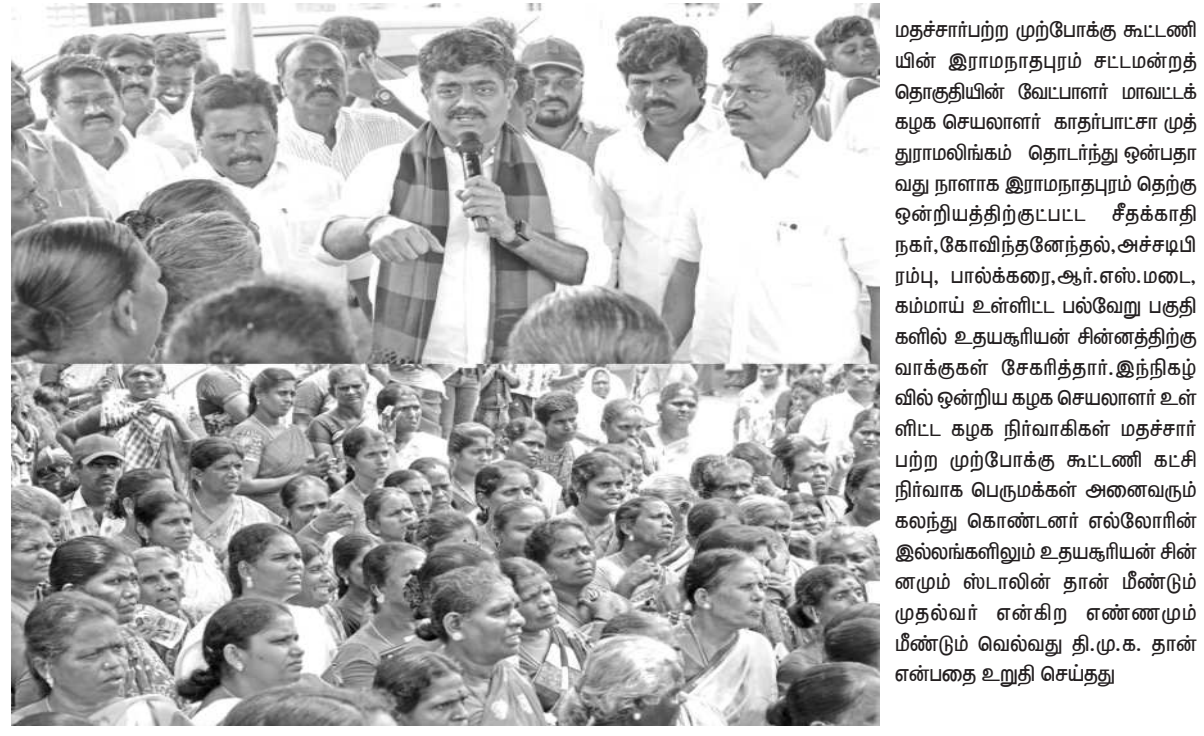 மதச்சார்பற்ற முற்போக்கு கூட்டணி
யின் இராமநாதபுரம் சட்டமன்றத்
தொகுதியின் வேட்பாளர் மாவட்டக்
கழக செயலாளர் காதர்பாட்சா முத்
துராமலிங்கம் தொடர்ந்து ஒன்பதா
வது நாளாக இராமநாதபுரம் தெற்கு
ஒன்றியத்திற்குட்பட்ட சீதக்காதி
நகர்,கோவிந்தனேந்தல்,அச்சடிபி
ரம்பு, பால்க்கரை,ஆர்.எஸ்.மடை,
கம்மாய் உள்ளிட்ட பல்வேறு பகுதி
களில் உதயசூரியன் சின்னத்திற்கு
வாக்குகள் சேகரித்தார்.இந்நிகழ்
வில் ஒன்றிய கழக செயலாளர் உள்
ளிட்ட கழக நிர்வாகிகள் மதச்சார்
பற்ற முற்போக்கு கூட்டணி கட்சி
நிர்வாக பெருமக்கள் அனைவரும்
கலந்து கொண்டனர் எல்லோரின்
இல்லங்களிலும் உதயசூரியன் சின்
னமும் ஸ்டாலின் தான் மீண்டும்
முதல்வர் என்கிற எண்ணமும்
மீண்டும் வெல்வது தி.மு.க. தான்
என்பதை உறுதி செய்தது